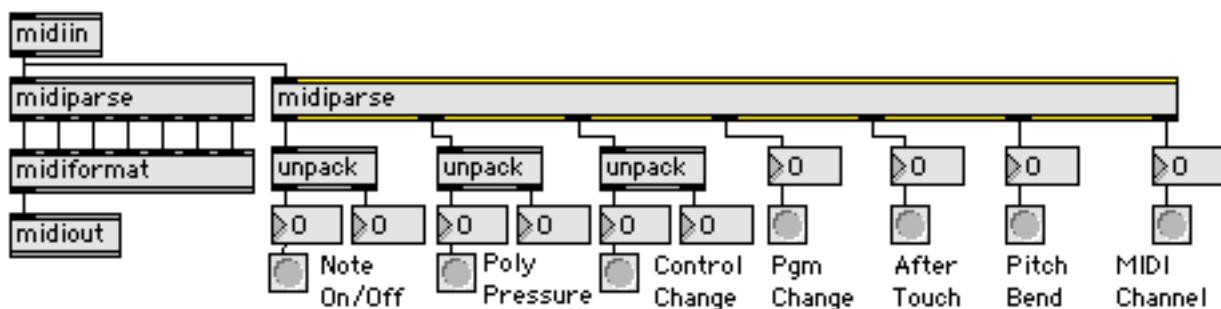 midiin
midiparse midiparse
midiformat unpack unpack unpack 0 0 0 0
midiout 0 0 0 0 0 0
Note Poly Control Pgm After Pitch MIDI
On/Off Pressure Change Change Touch Bend Channel